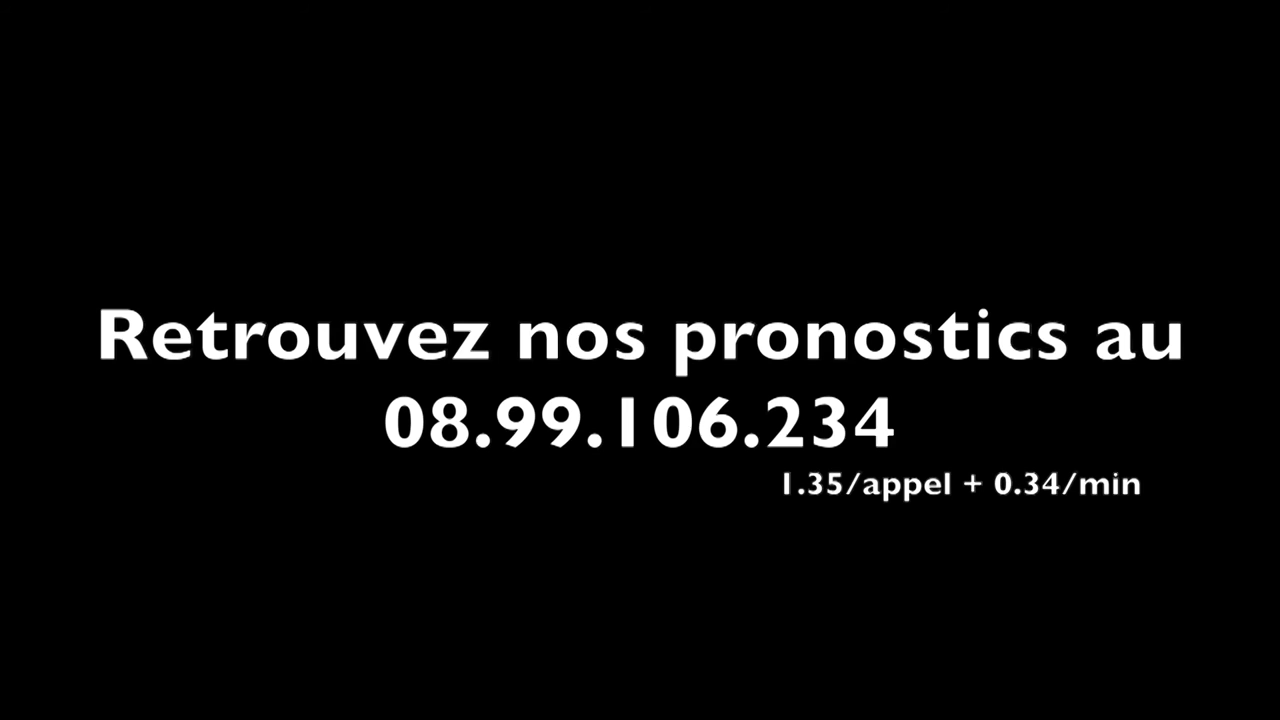 Retrouvez nos pronostics au
08.99.106.234
1.35/appel + 0.34/min